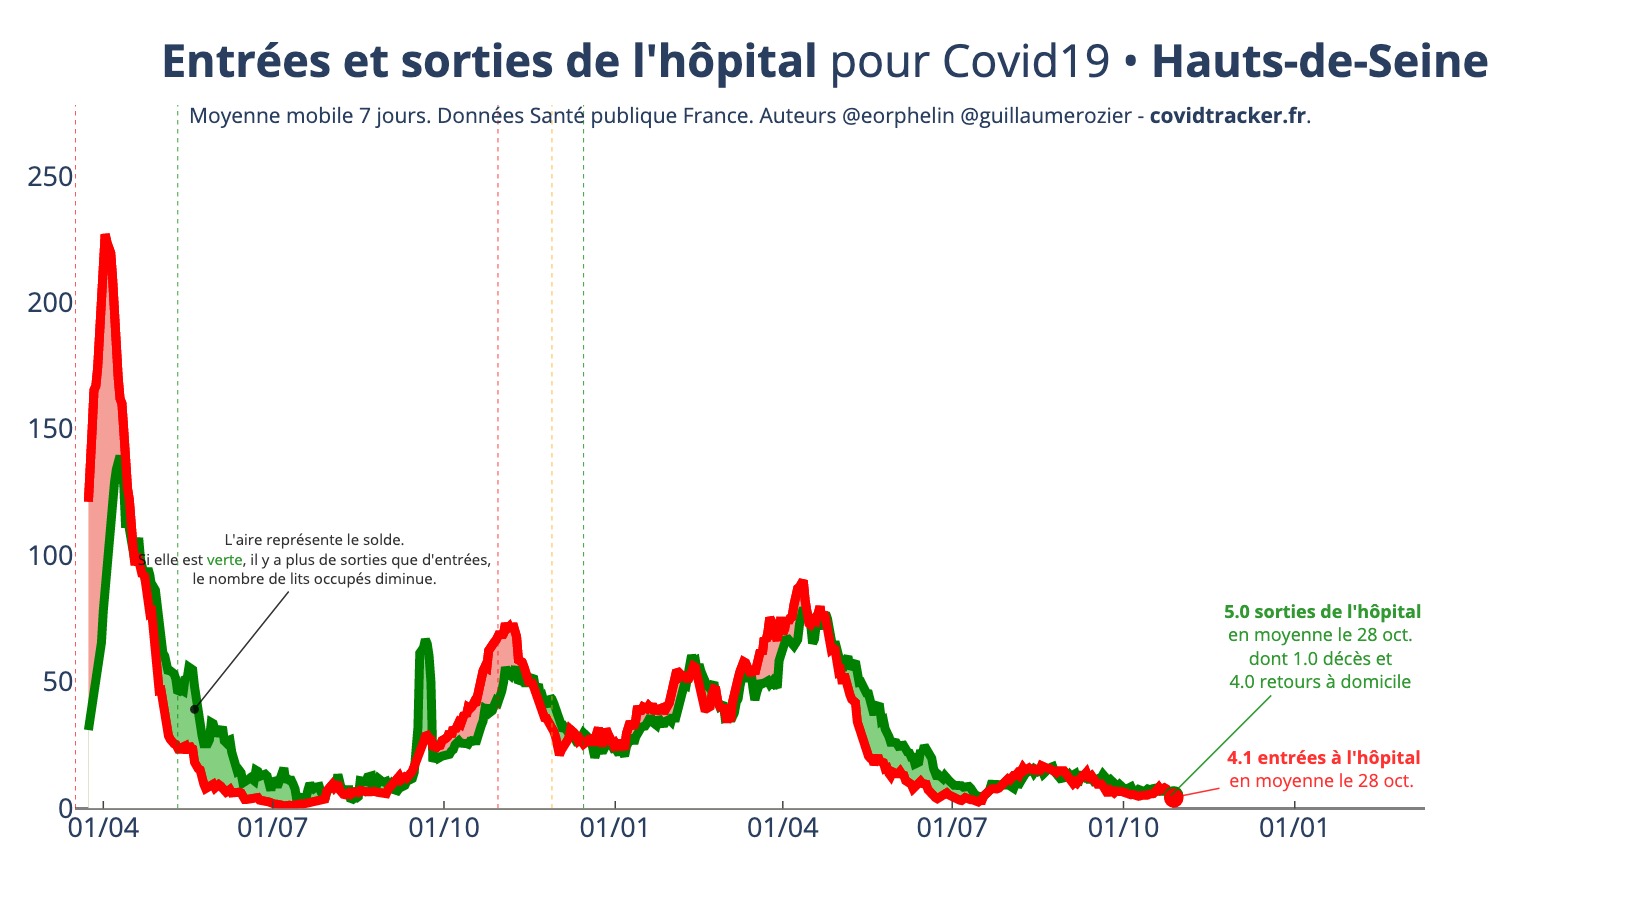 Entrées et sorties de l'hôpital pour Covid19 • Hauts-de-Seine
Moyenne mobile 7 jours. Données Santé publique France. Auteurs @eorphelin @guillaumerozier - covidtracker.fr.
250
200
150
100
50
0
L'aire représente le solde.
Si elle est verte, il y a plus de sorties que d'entrées,
le nombre de lits occupés diminue.
5.0 sorties de l'hôpital
en moyenne le 28 oct.
dont 1.0 décès et
4.0 retours à domicile
4.1 entrées à l'hôpital
en moyenne le 28 oct.
01/04 01/07 01/10 01/01 01/04 01/07 01/10 01/01